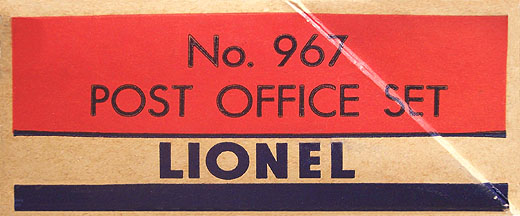 No. 967
POST OFFICE SET
LIONEL